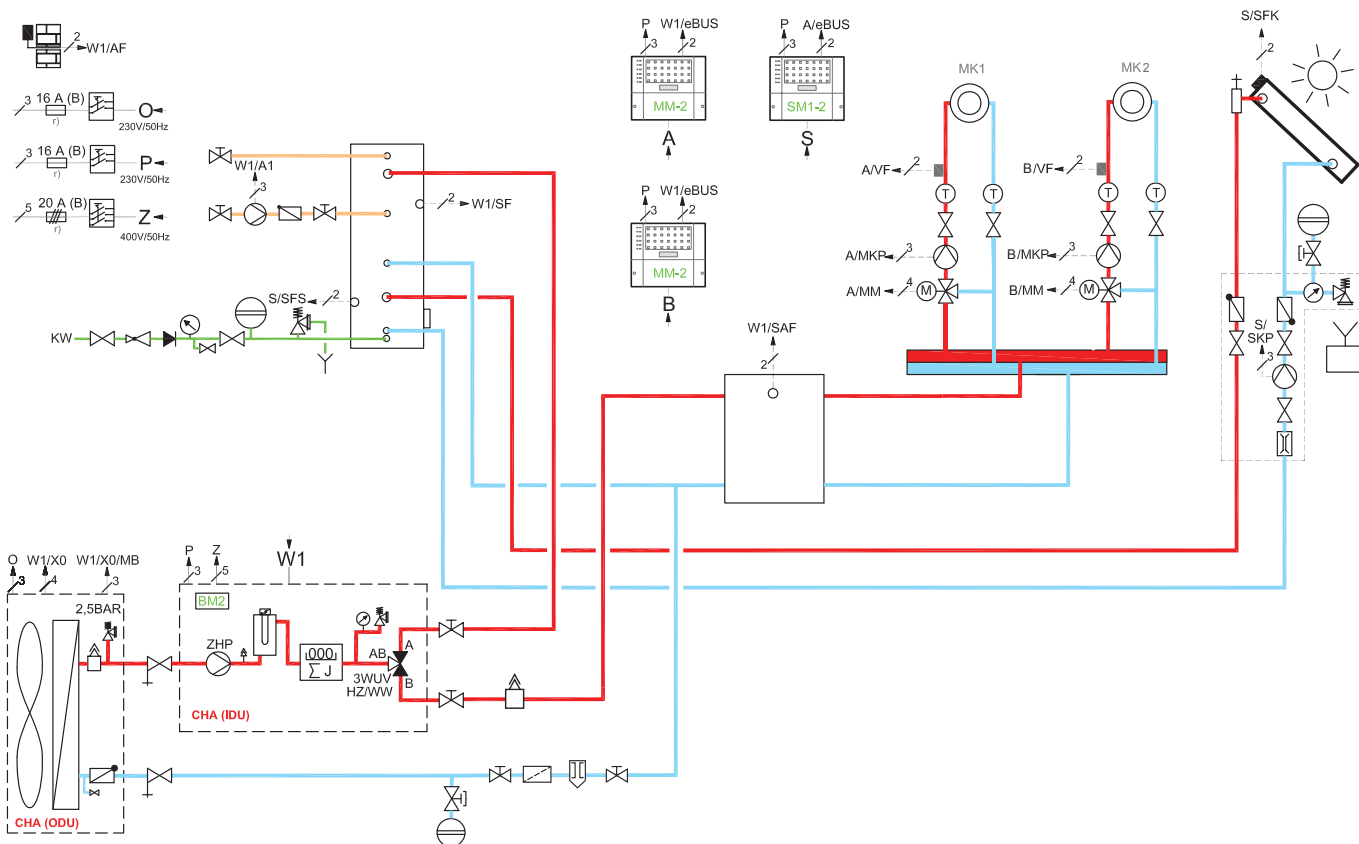 2
W1/AF
3
16 A (B)
r)
O
230V/50Hz
3
16 A (B)
r)
P
230V/50Hz
5
20 A (B)
r)
Z
400V/50Hz
W1/A1
3
2
W1/SF
S/SFS
2
KW
P W1/eBUS
3 2
MM-2
A
P A/eBUS
3 2
SM1-2
S
P W1/eBUS
3 2
MM-2
B
MK1
MK2
A/VF
2
T
T
A/MKP
3
A/MM
4
M
B/VF
2
T
T
B/MKP
3
B/MM
4
M
S/SFK
2
S/
SKP
3
W1/SAF
2
O W1/X0 W1/X0/MB
3 4 3
2,5BAR
CHA (ODU)
P Z
3 5
W1
BM2
ZHP
000
Σ J
A
AB
B
3WUV
HZ/WW
CHA (IDU)